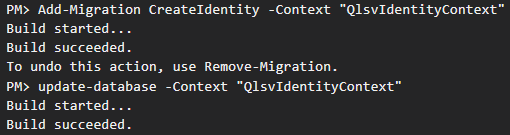 PM> Add-Migration CreateIdentity -Context "QlsvIdentityContext"
Build started...
Build succeeded.
To undo this action, use Remove-Migration.
PM> update-database -Context "QlsvIdentityContext"
Build started...
Build succeeded.